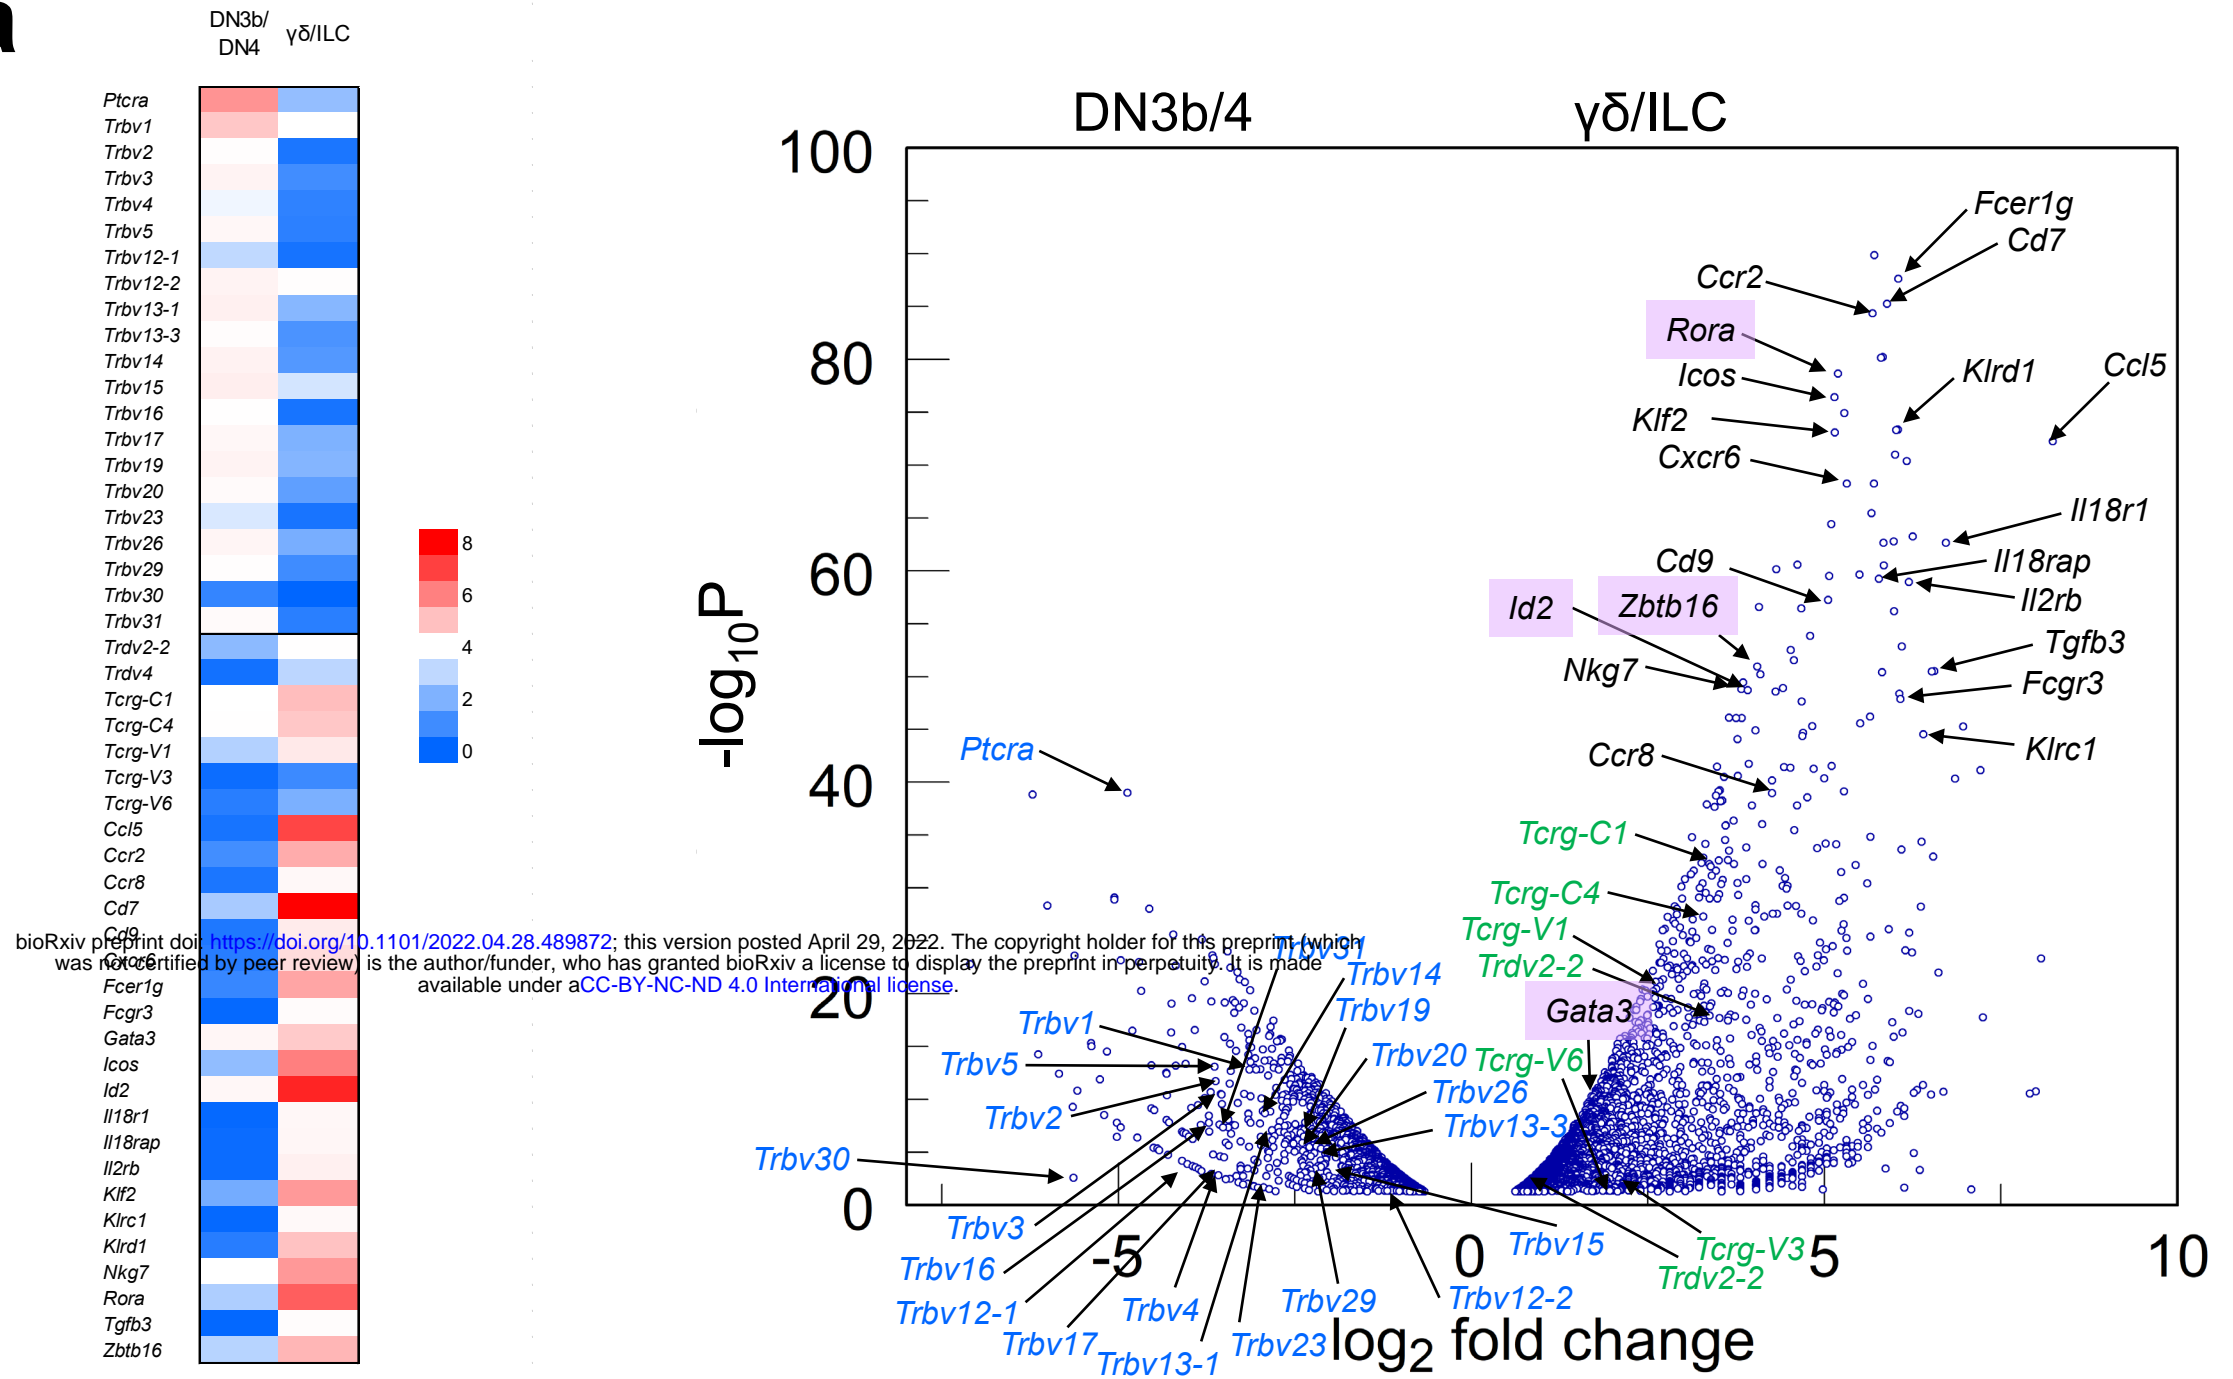 a
DN3b/
DN4
γδ/ILC
Ptcra
Trbv1
Trbv2
Trbv3
Trbv4
Trbv5
Trbv12-1
Trbv12-2
Trbv13-1
Trbv13-3
Trbv14
Trbv15
Trbv16
Trbv17
Trbv19
Trbv20
Trbv23
Trbv26
Trbv29
Trbv30
Trbv31
Trdv2-2
Trdv4
Tcrg-C1
Tcrg-C4
Tcrg-V1
Tcrg-V3
Tcrg-V6
Ccl5
Ccr2
Ccr8
Cd7
Cd9
Cxcr6
Fcer1g
Fcgr3
Gata3
Icos
Id2
Il18r1
Il18rap
Il2rb
Klf2
Klrc1
Klrd1
Nkg7
Rora
Tgfb3
Zbtb16
8
6
4
2
0
bioRxiv preprint doi: https://doi.org/10.1101/2022.04.28.489872; this version posted April 29, 2022. The copyright holder for this preprint (which
was not certified by peer review) is the author/funder, who has granted bioRxiv a license to display the preprint in perpetuity. It is made
available under aCC-BY-NC-ND 4.0 International license.
DN3b/4
γδ/ILC
100
80
60
40
20
0
-log10P
-5
0
5
10
log2 fold change
Fcer1g
Cd7
Ccr2
Rora
Icos
Klf2
Cxcr6
Klrd1
Ccl5
Il18r1
Cd9
Il18rap
Il2rb
Id2
Zbtb16
Nkg7
Tgfb3
Fcgr3
Klrc1
Ccr8
Ptcra
Tcrg-C1
Tcrg-C4
Tcrg-V1
Trdv2-2
Gata3
Tcrg-V6
Trbv31
Trbv14
Trbv19
Trbv20
Trbv26
Trbv13-3
Trbv1
Trbv5
Trbv2
Trbv30
Trbv3
Trbv16
Trbv12-1
Trbv17
Trbv4
Trbv13-1
Trbv23
Trbv29
Trbv12-2
Trbv15
Tcrg-V3
Trdv2-2